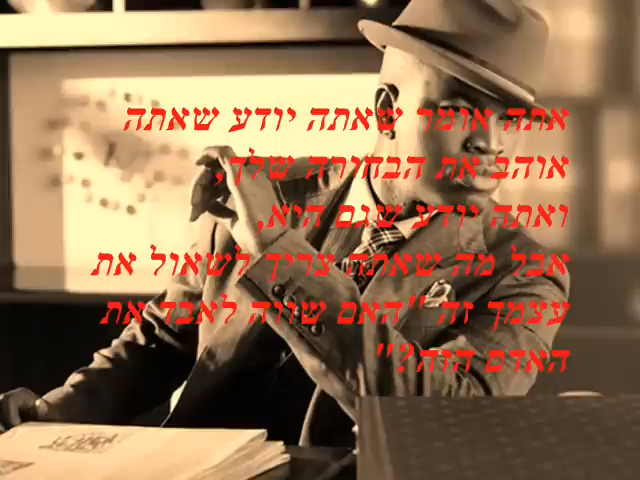 אתה אומר שאתה יודע שאתה
אוהב את הבחורה שלך,
ואתה יודע שגם היא,
אבל מה שאתה צריך לשאול את
עצמך זה "האם שווה לאבד את
האדם הזה?"